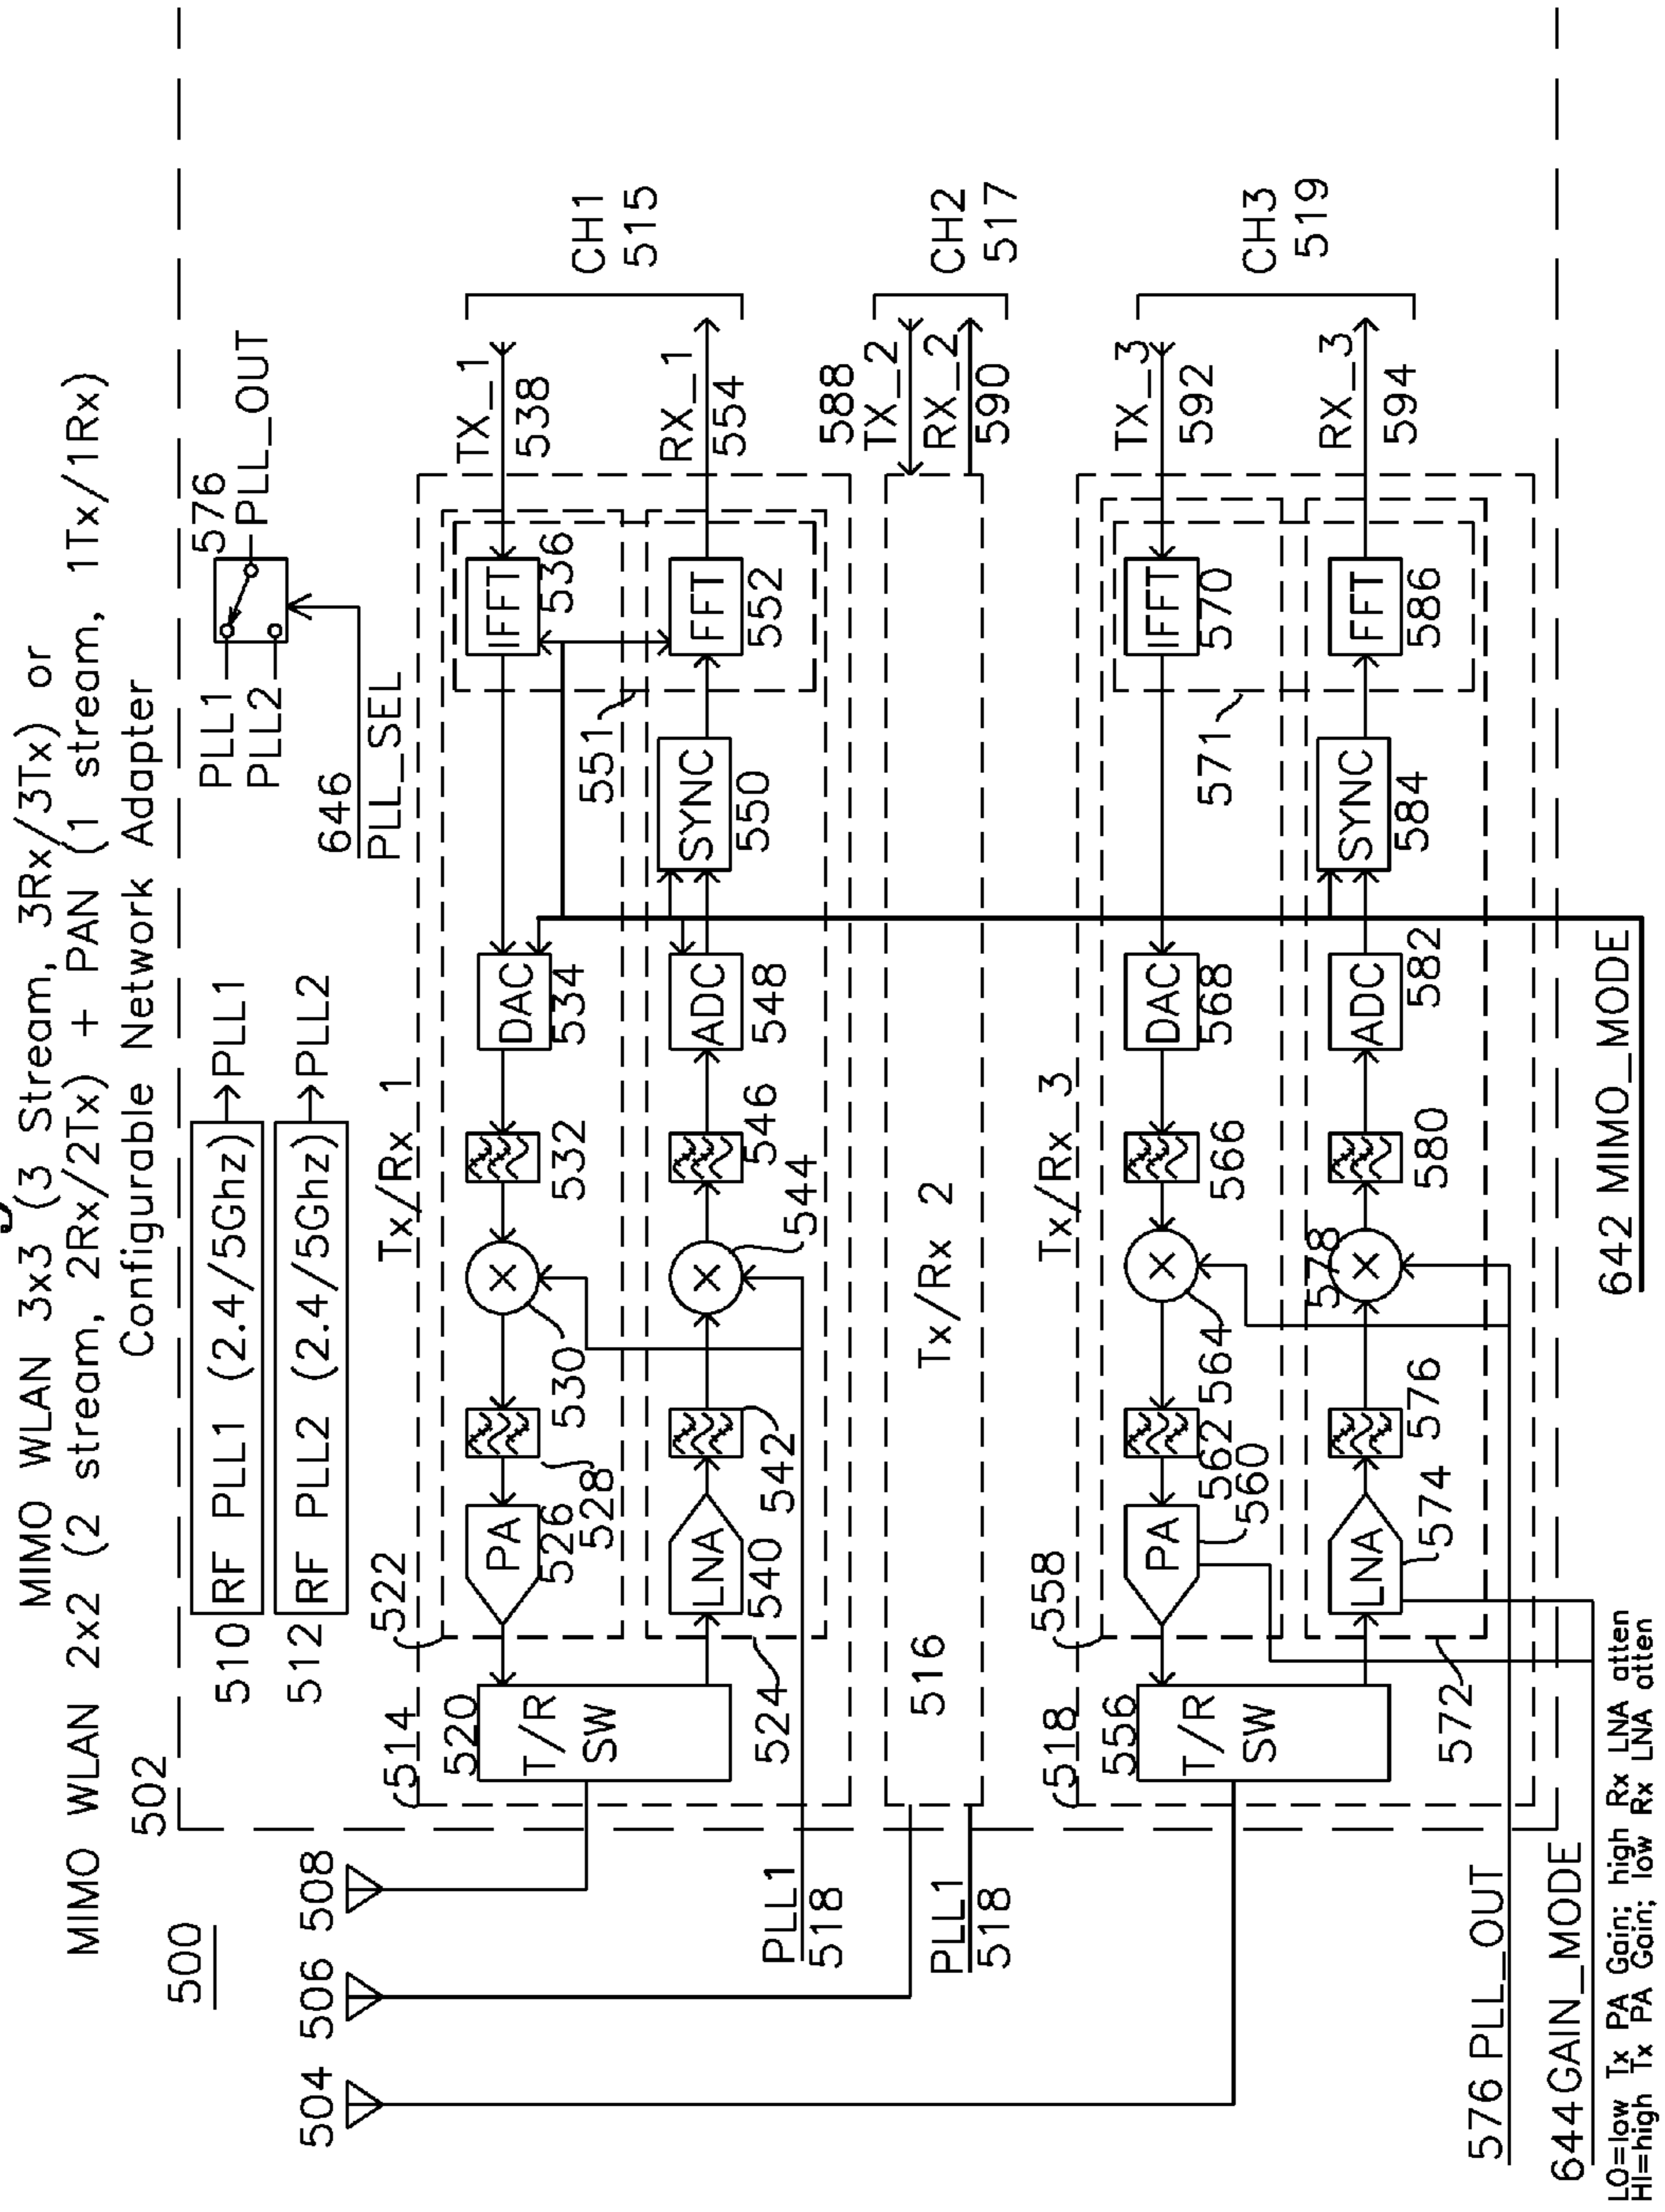 MIMO WLAN 3x3 (3 Stream, 3Rx/3Tx) or
MIMO WLAN 2x2 (2 stream, 2Rx/2Tx) + PAN (1 stream, 1Tx/1Rx)
Configurable Network Adapter
500
502
504 506 508
510 RF PLL1 (2.4/5Ghz) PLL1
512 RF PLL2 (2.4/5Ghz) PLL2
PLL1
PLL2
576
PLL_OUT
646
PLL_SEL
514
Tx/Rx 1
522
520
T/R
SW
PA
526
528
530
532
DAC
534
IFFT
536
TX_1
538
524
LNA
540
542
544
546
ADC
548
SYNC
550
551
FFT
552
RX_1
554
CH1
515
PLL1
518
516
Tx/Rx 2
588
TX_2
RX_2
590
CH2
517
PLL1
518
518
Tx/Rx 3
558
556
T/R
SW
PA
560
562
564
566
DAC
568
IFFT
570
571
TX_3
592
572
LNA
574
576
578
580
ADC
582
SYNC
584
FFT
586
RX_3
594
CH3
519
576 PLL_OUT
644 GAIN_MODE
642 MIMO_MODE
LO=low Tx PA Gain; high Rx LNA atten
HI=high Tx PA Gain; low Rx LNA atten